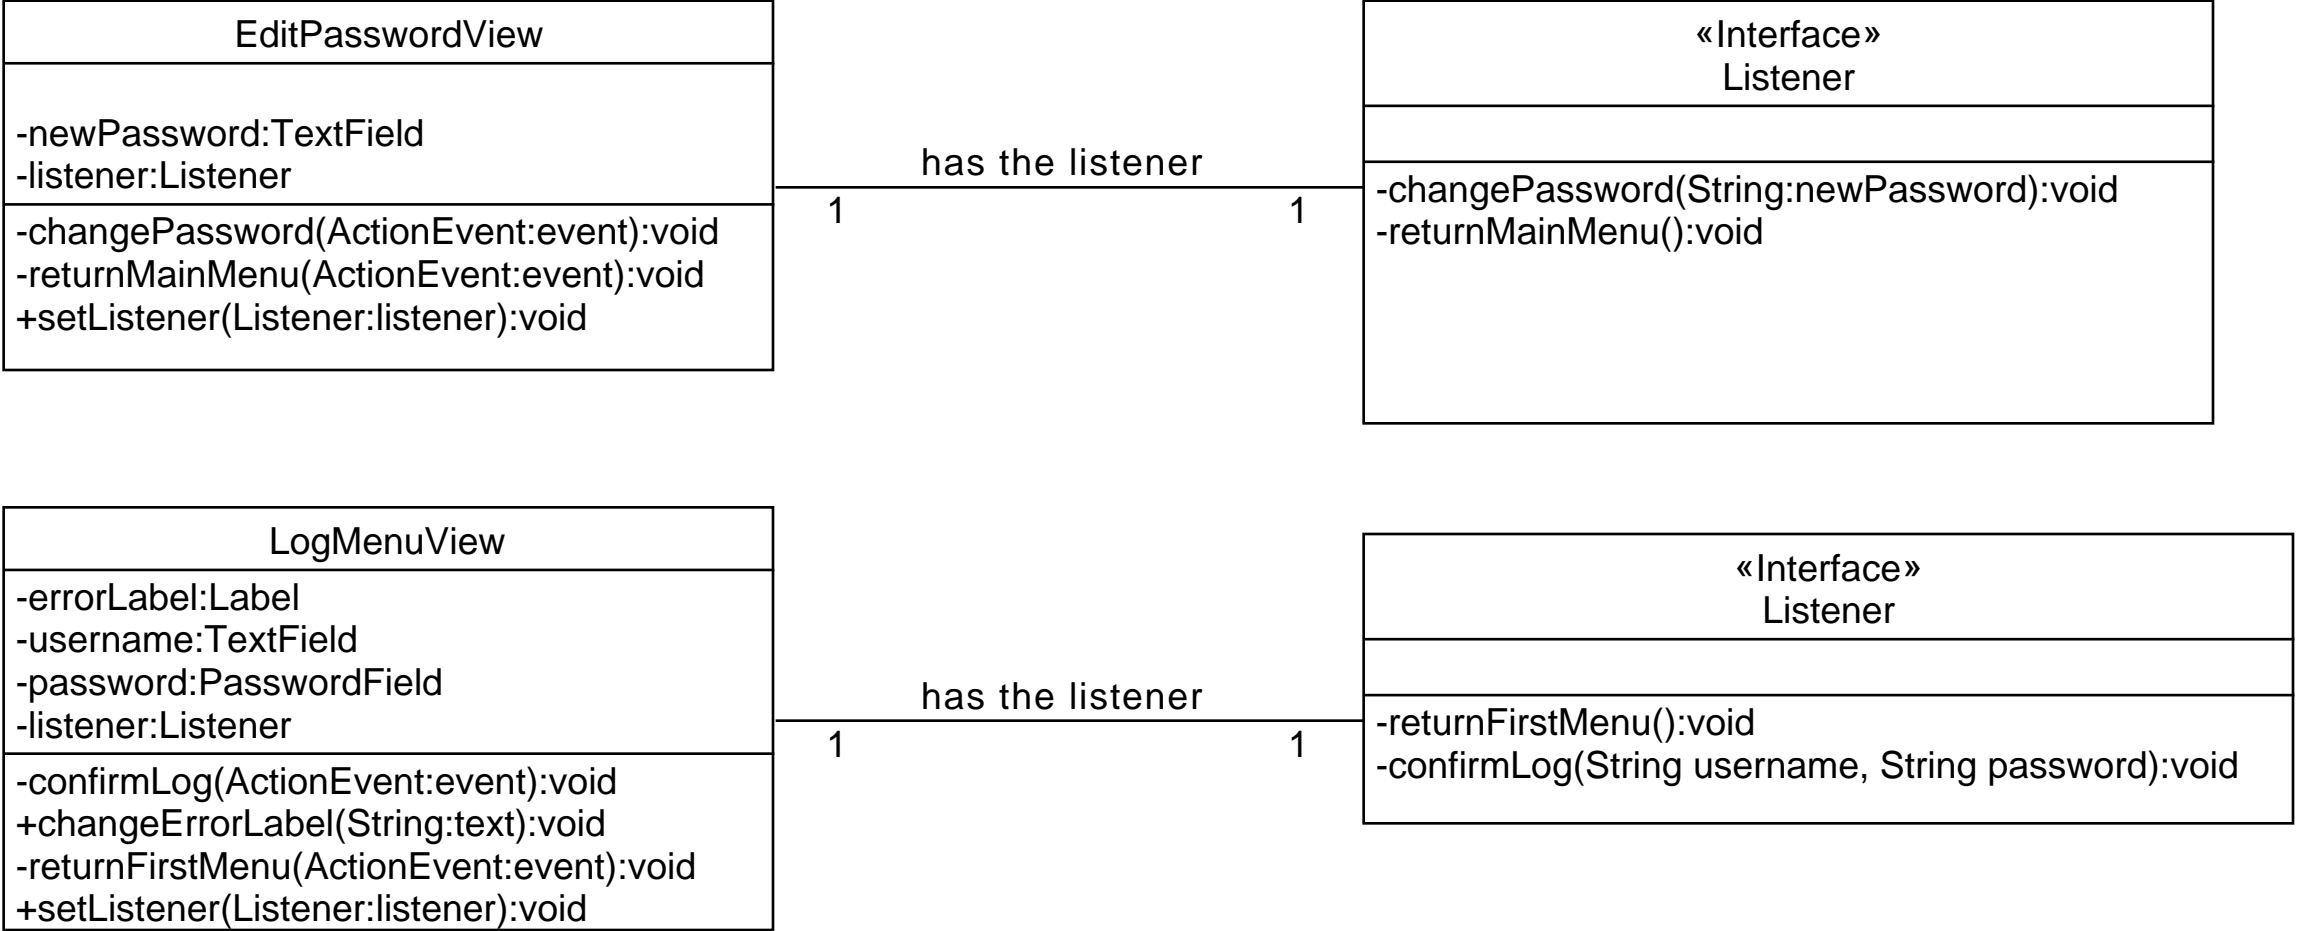 EditPasswordView
-newPassword:TextField
-listener:Listener
-changePassword(ActionEvent:event):void
-returnMainMenu(ActionEvent:event):void
+setListener(Listener:listener):void
has the listener
1
1
«Interface»
Listener
-changePassword(String:newPassword):void
-returnMainMenu():void
LogMenuView
-errorLabel:Label
-username:TextField
-password:PasswordField
-listener:Listener
-confirmLog(ActionEvent:event):void
+changeErrorLabel(String:text):void
-returnFirstMenu(ActionEvent:event):void
+setListener(Listener:listener):void
has the listener
1
1
«Interface»
Listener
-returnFirstMenu():void
-confirmLog(String username, String password):void